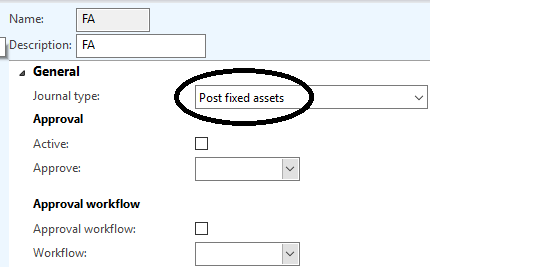 Name: FA
Description: FA
General
Journal type: Post fixed assets
Approval
Active:
Approve:
Approval workflow
Approval workflow:
Workflow: